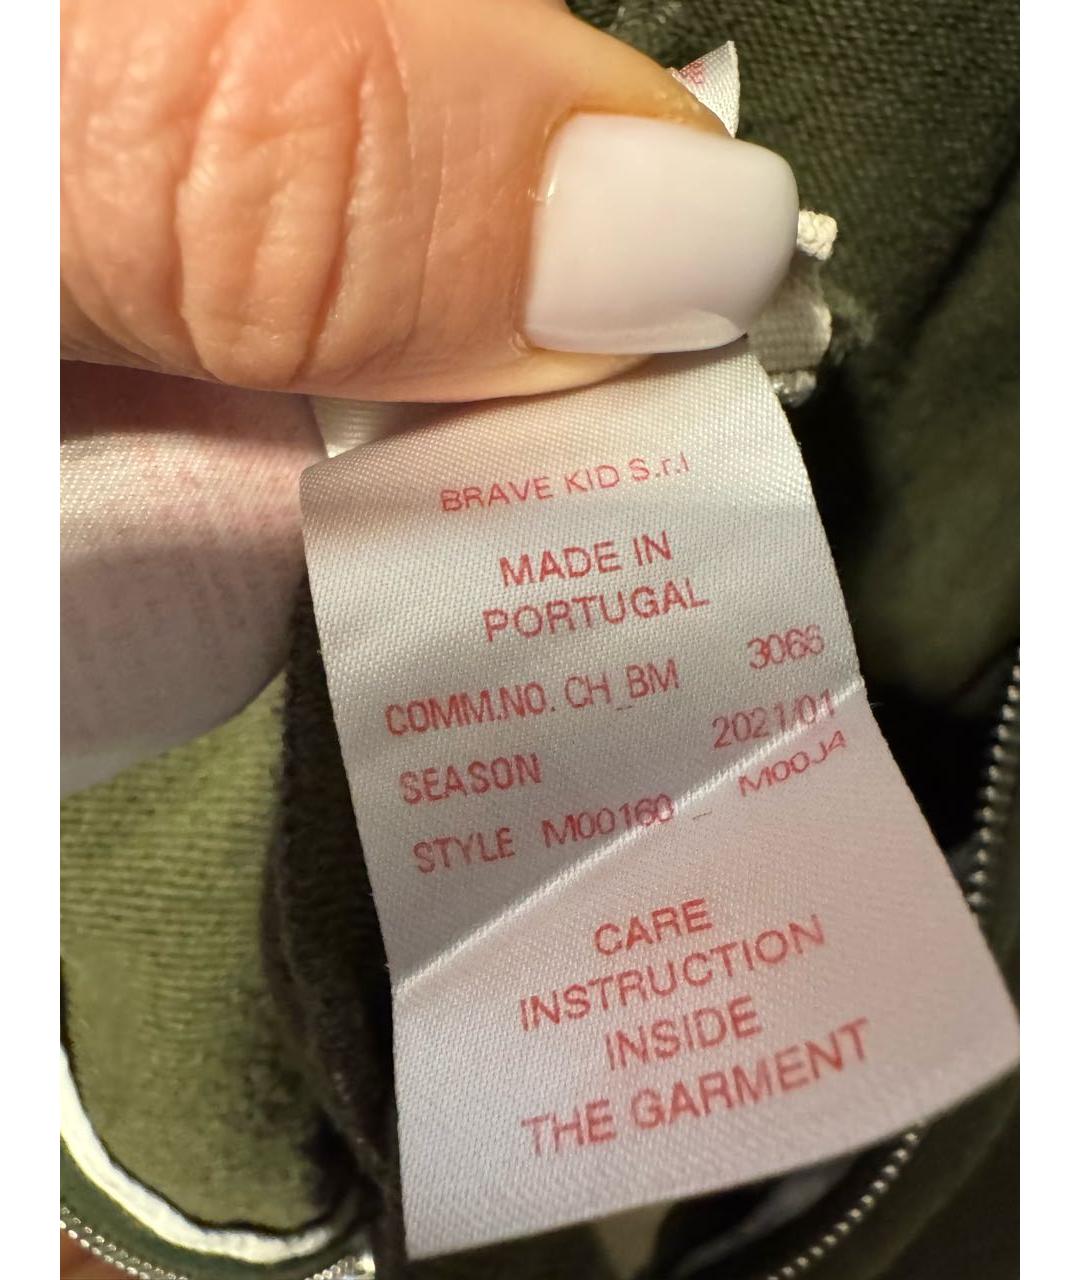 BRAVE KID S.r.l
MADE IN
PORTUGAL
COMM.NO. CH_BM 3066
SEASON 2021/01
STYLE M00160 _ M00J4
CARE
INSTRUCTION
INSIDE
THE GARMENT